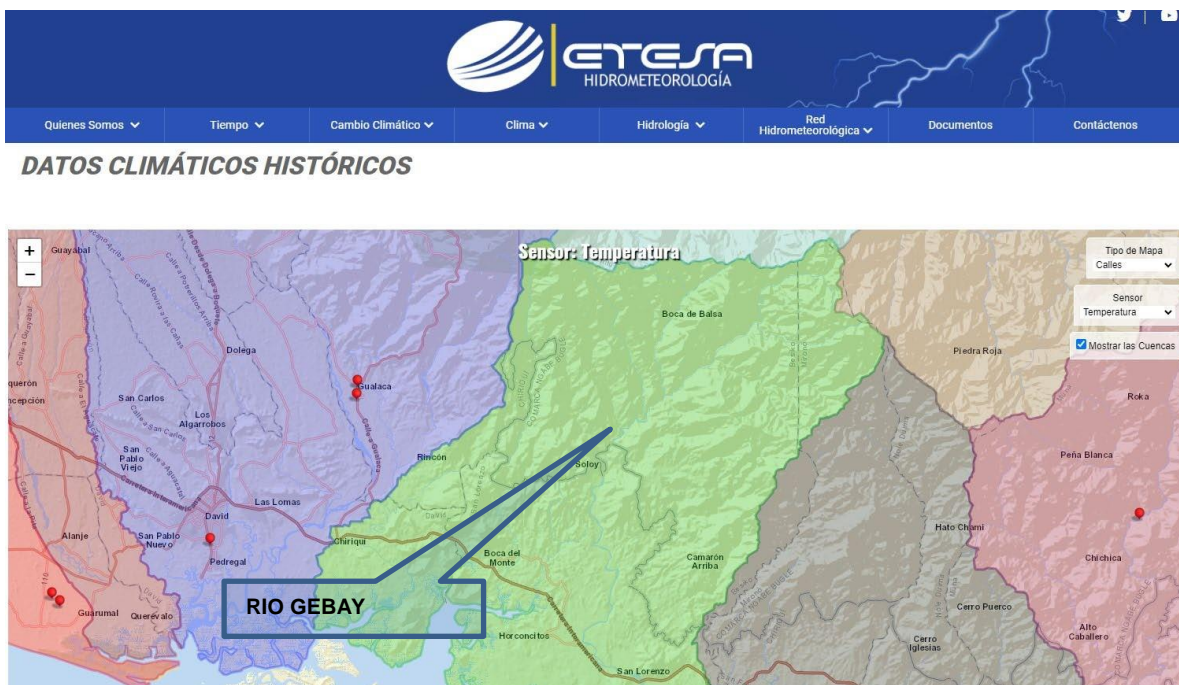 ETESA
HIDROMETEOROLOGÍA
Quienes Somos
Tiempo
Cambio Climático
Clima
Hidrología
Red Hidrometeorológica
Documentos
Contáctenos
DATOS CLIMÁTICOS HISTÓRICOS
+
−
Sensor: Temperatura
Tipo de Mapa
Calles
Sensor
Temperatura
Mostrar las Cuencas
Guayabal
Boca de Balsa
Dolega
Piedra Roja
Gualaca
San Carlos
Los Algarrobos
Roka
San Pablo Viejo
Rincón
Soloy
Peña Blanca
Las Lomas
David
Carretera Interamericana
Alanje
San Pablo Nuevo
Chiriquí
Hato Chami
Pedregal
Boca del Monte
Camarón Arriba
Chichica
RIO GEBAY
Guarumal
Querévalo
Cerro Puerco
Horconcitos
Cerro Iglesias
Alto Caballero
San Lorenzo